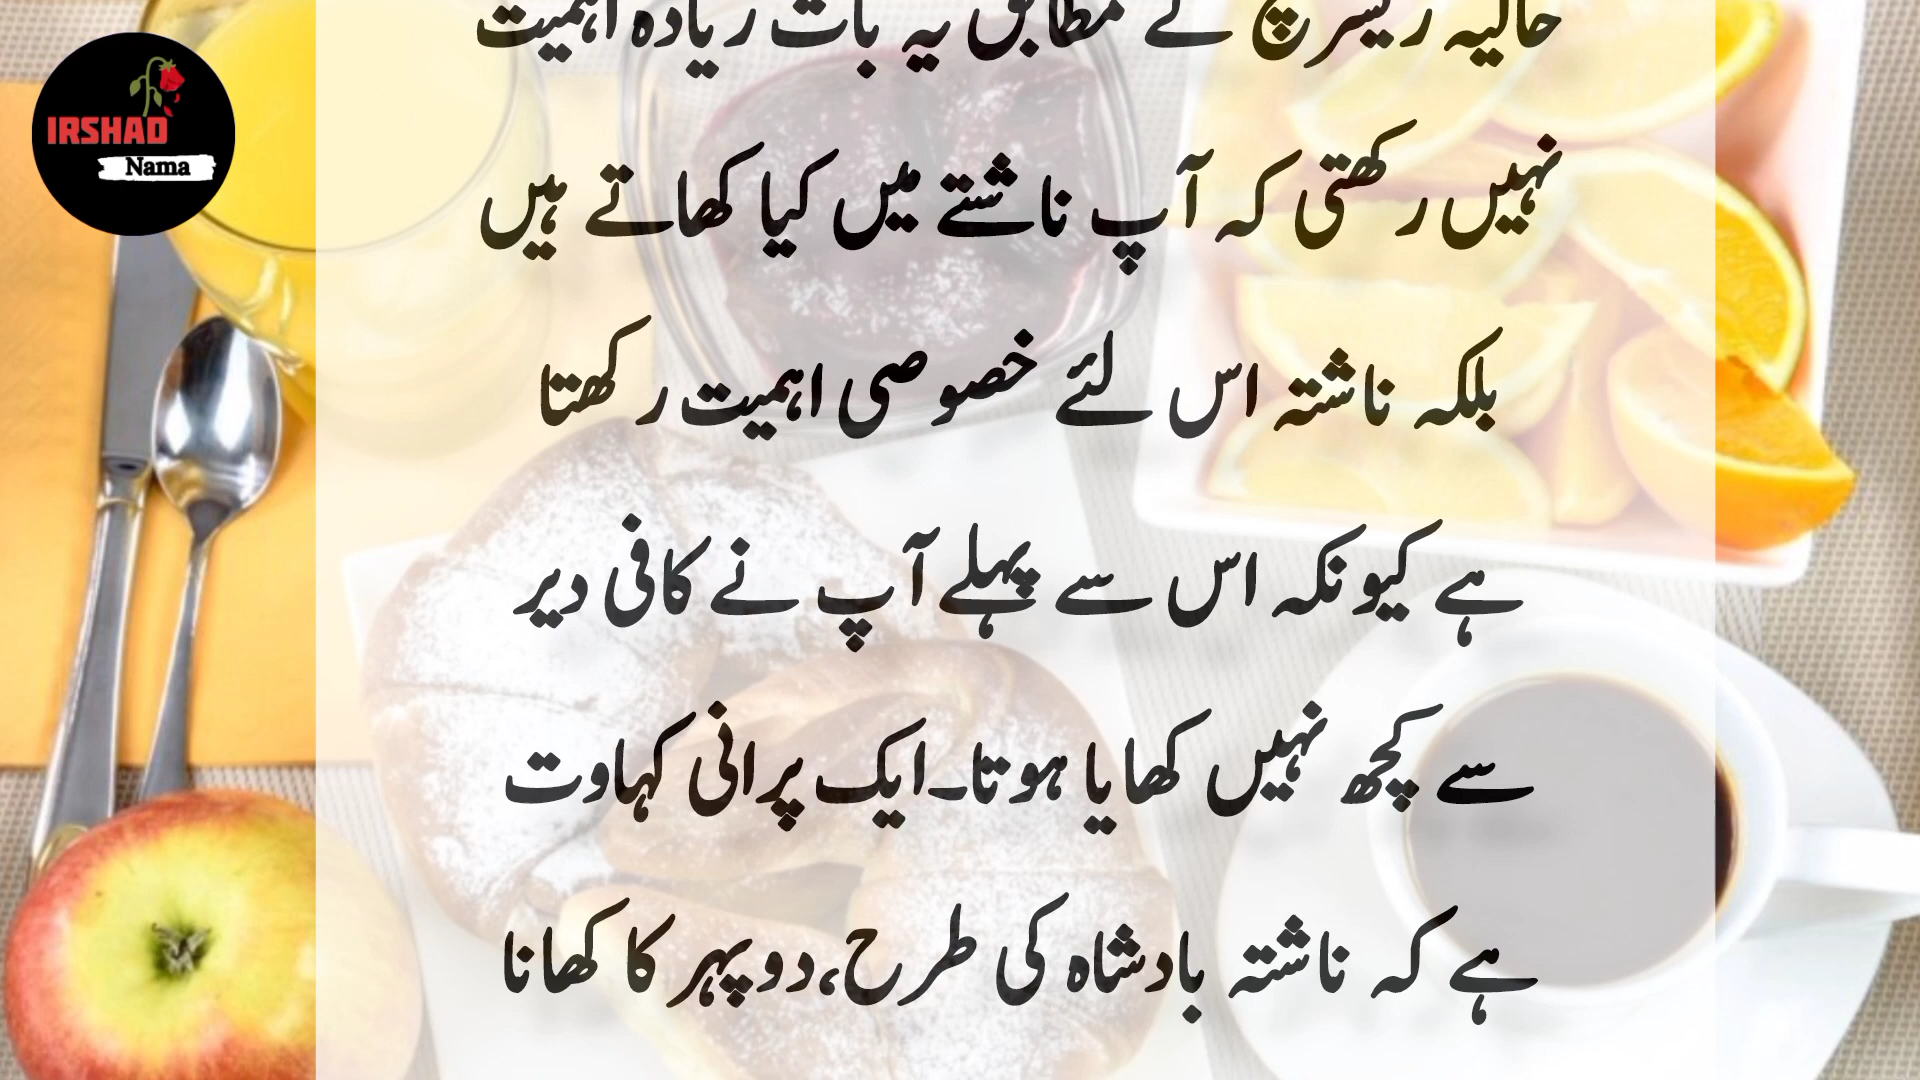 IRSHAD
Nama
حالیہ ریسرچ کے مطابق یہ بات زیادہ اہمیت
نہیں رکھتی کہ آپ ناشتے میں کیا کھاتے ہیں
بلکہ ناشتہ اس لئے خصوصی اہمیت رکھتا
ہے کیونکہ اس سے پہلے آپ نے کافی دیر
سے کچھ نہیں کھایا ہوتا۔ایک پرانی کہاوت
ہے کہ ناشتہ بادشاہ کی طرح،دوپہر کا کھانا